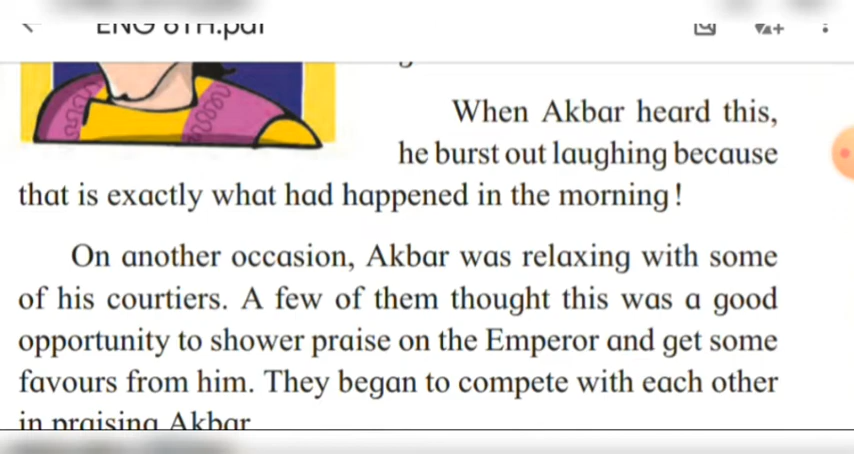 ENG 6TH.pdf
When Akbar heard this,
he burst out laughing because
that is exactly what had happened in the morning!
On another occasion, Akbar was relaxing with some
of his courtiers. A few of them thought this was a good
opportunity to shower praise on the Emperor and get some
favours from him. They began to compete with each other
in praising Akbar